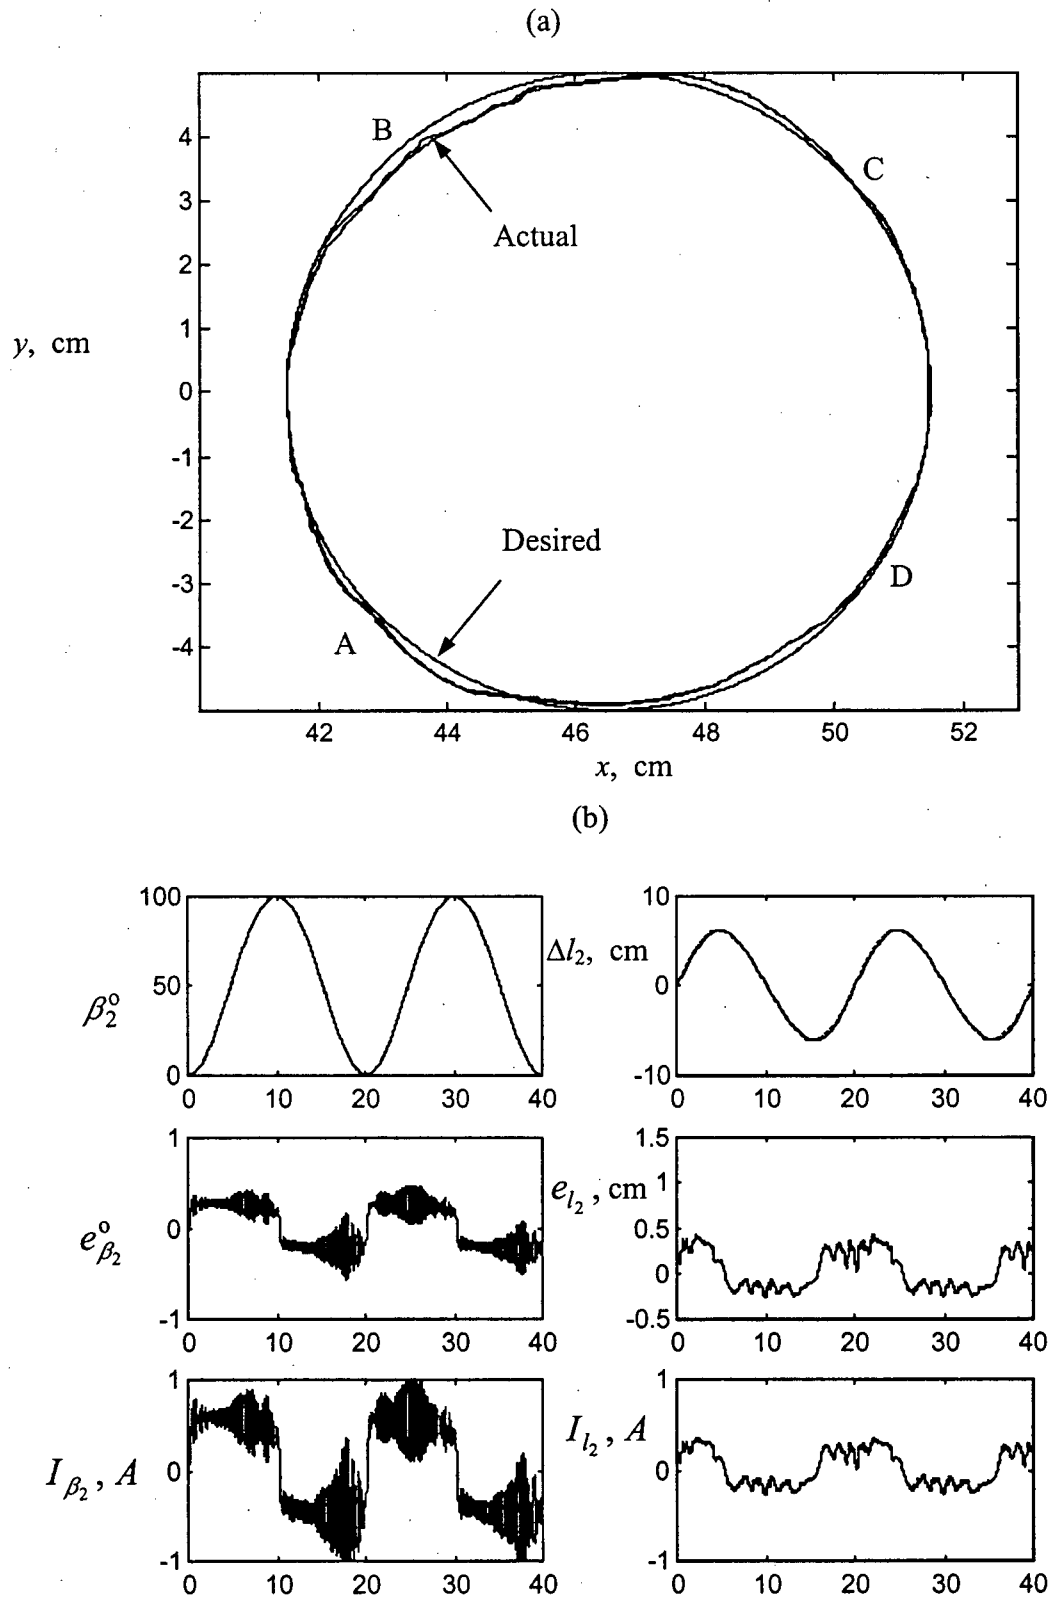 (a)
B
C
Actual
4
3
2
1
0
-1
-2
-3
-4
y, cm
Desired
A
D
42 44 46 48 50 52
x, cm
(b)
100
50
0
β₂°
0 10 20 30 40
10
0
-10
Δl₂, cm
0 10 20 30 40
1
0
-1
e°β₂
0 10 20 30 40
1.5
1
0.5
0
-0.5
e l₂, cm
0 10 20 30 40
1
0
-1
I β₂, A
0 10 20 30 40
1
0
-1
I l₂, A
0 10 20 30 40